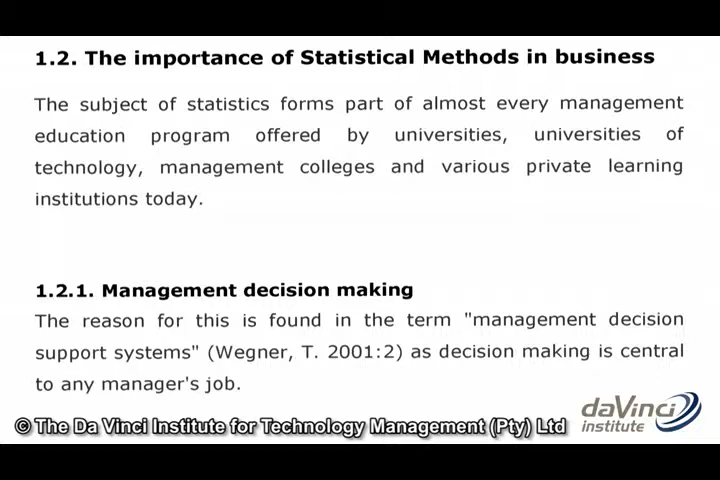 1.2. The importance of Statistical Methods in business
The subject of statistics forms part of almost every management
education program offered by universities, universities of
technology, management colleges and various private learning
institutions today.
1.2.1. Management decision making
The reason for this is found in the term "management decision
support systems" (Wegner, T. 2001:2) as decision making is central
to any manager's job.
daVinci
institute
© The Da Vinci Institute for Technology Management (Pty) Ltd